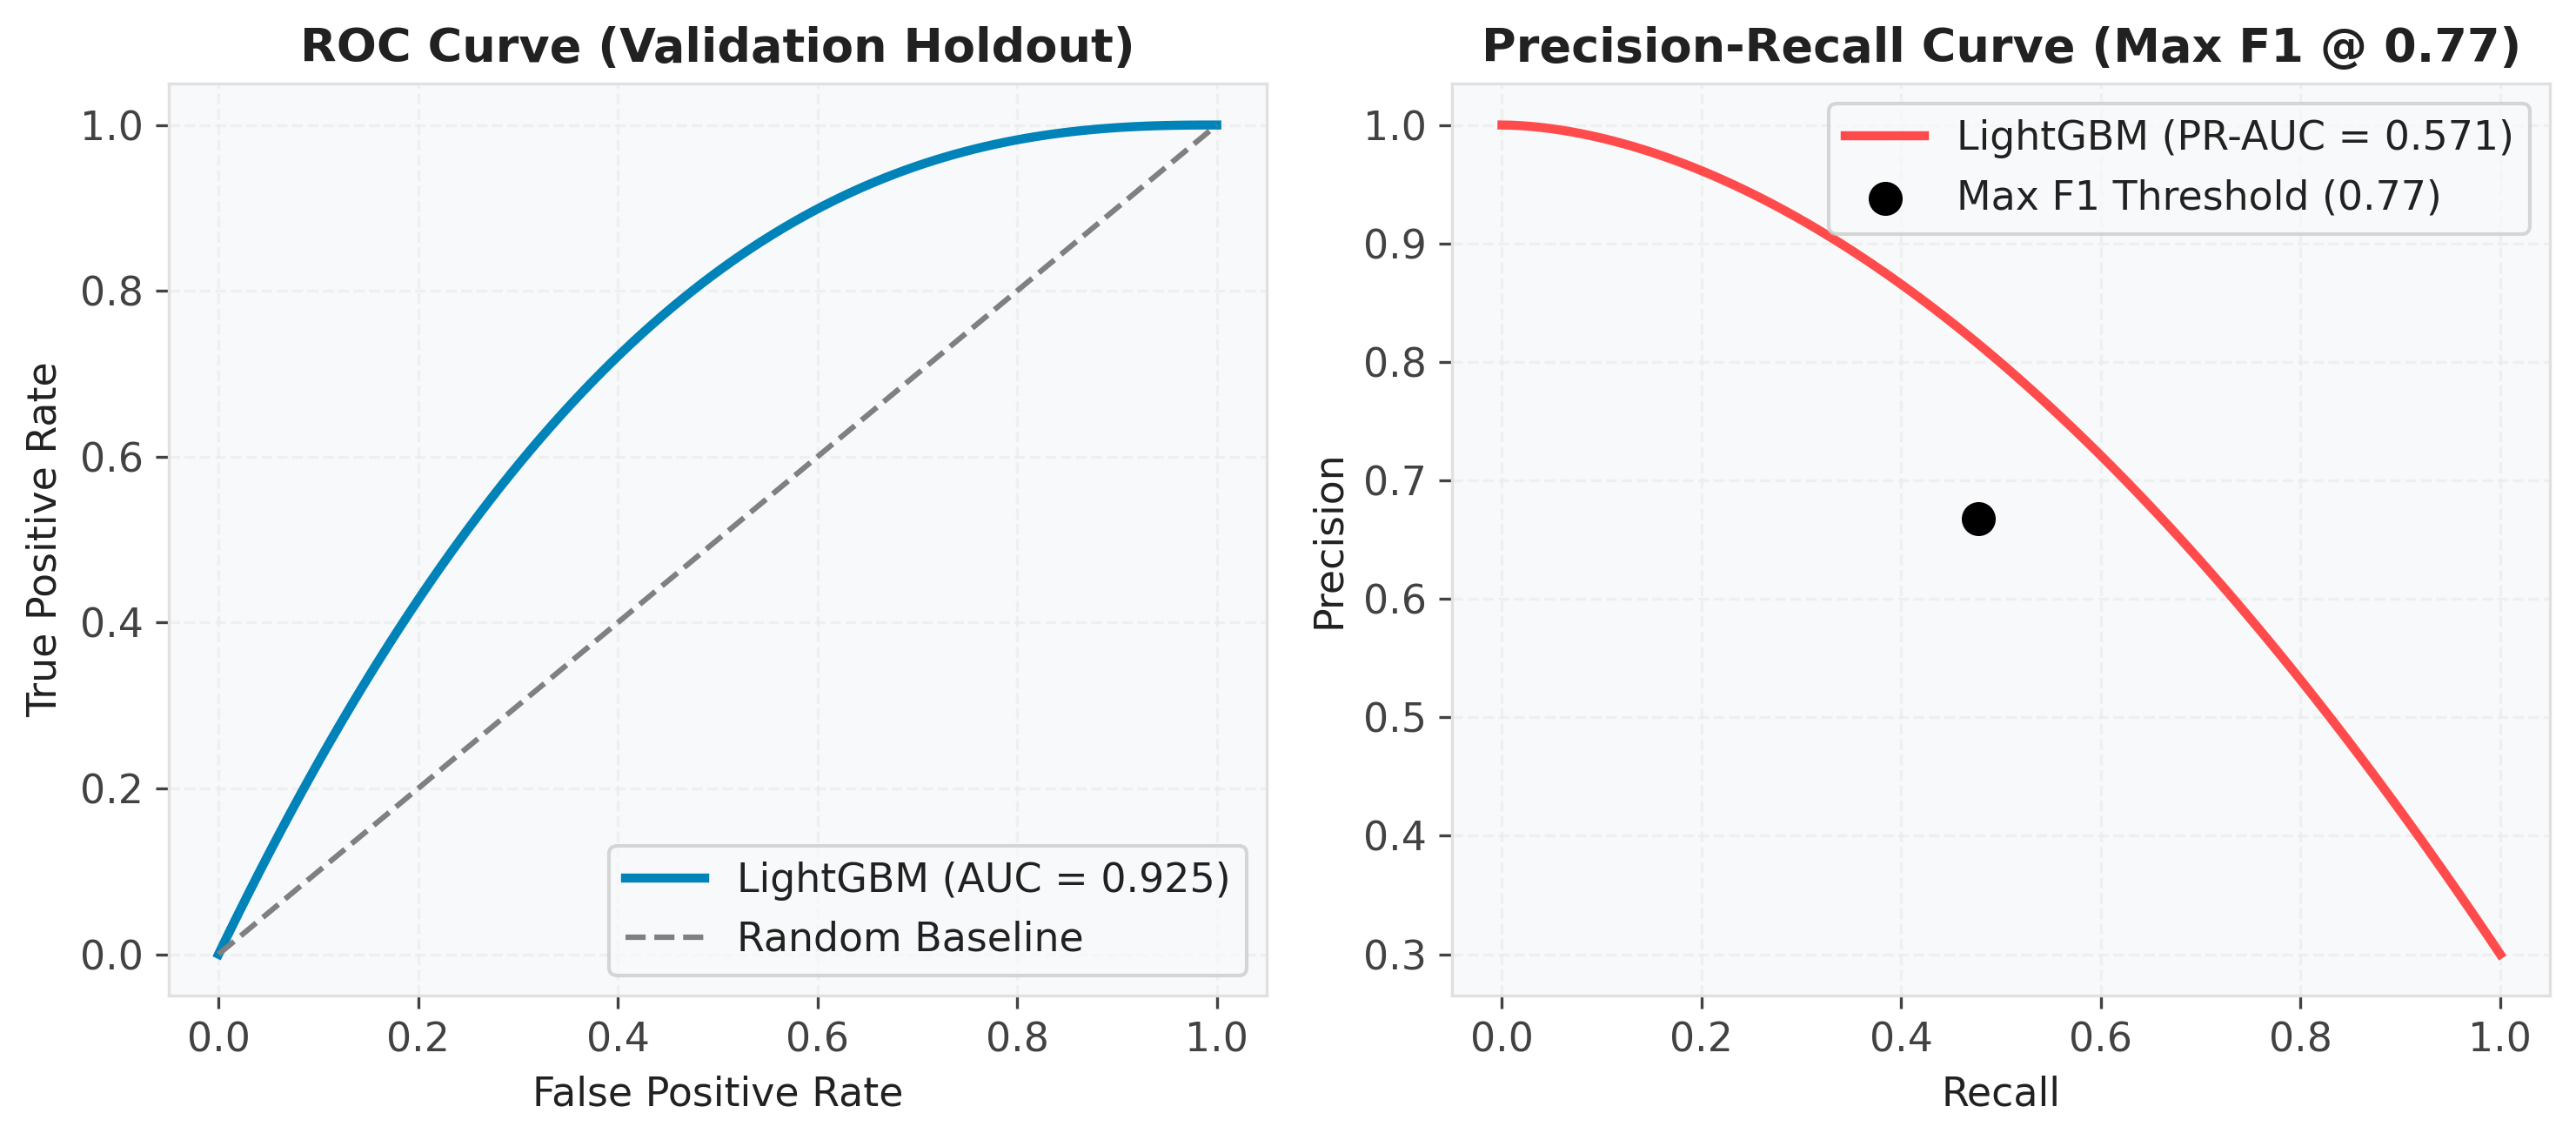 ROC Curve (Validation Holdout)
True Positive Rate
1.0
0.8
0.6
0.4
0.2
0.0
LightGBM (AUC = 0.925)
Random Baseline
0.0 0.2 0.4 0.6 0.8 1.0
False Positive Rate
Precision-Recall Curve (Max F1 @ 0.77)
Precision
1.0
0.9
0.8
0.7
0.6
0.5
0.4
0.3
LightGBM (PR-AUC = 0.571)
Max F1 Threshold (0.77)
0.0 0.2 0.4 0.6 0.8 1.0
Recall